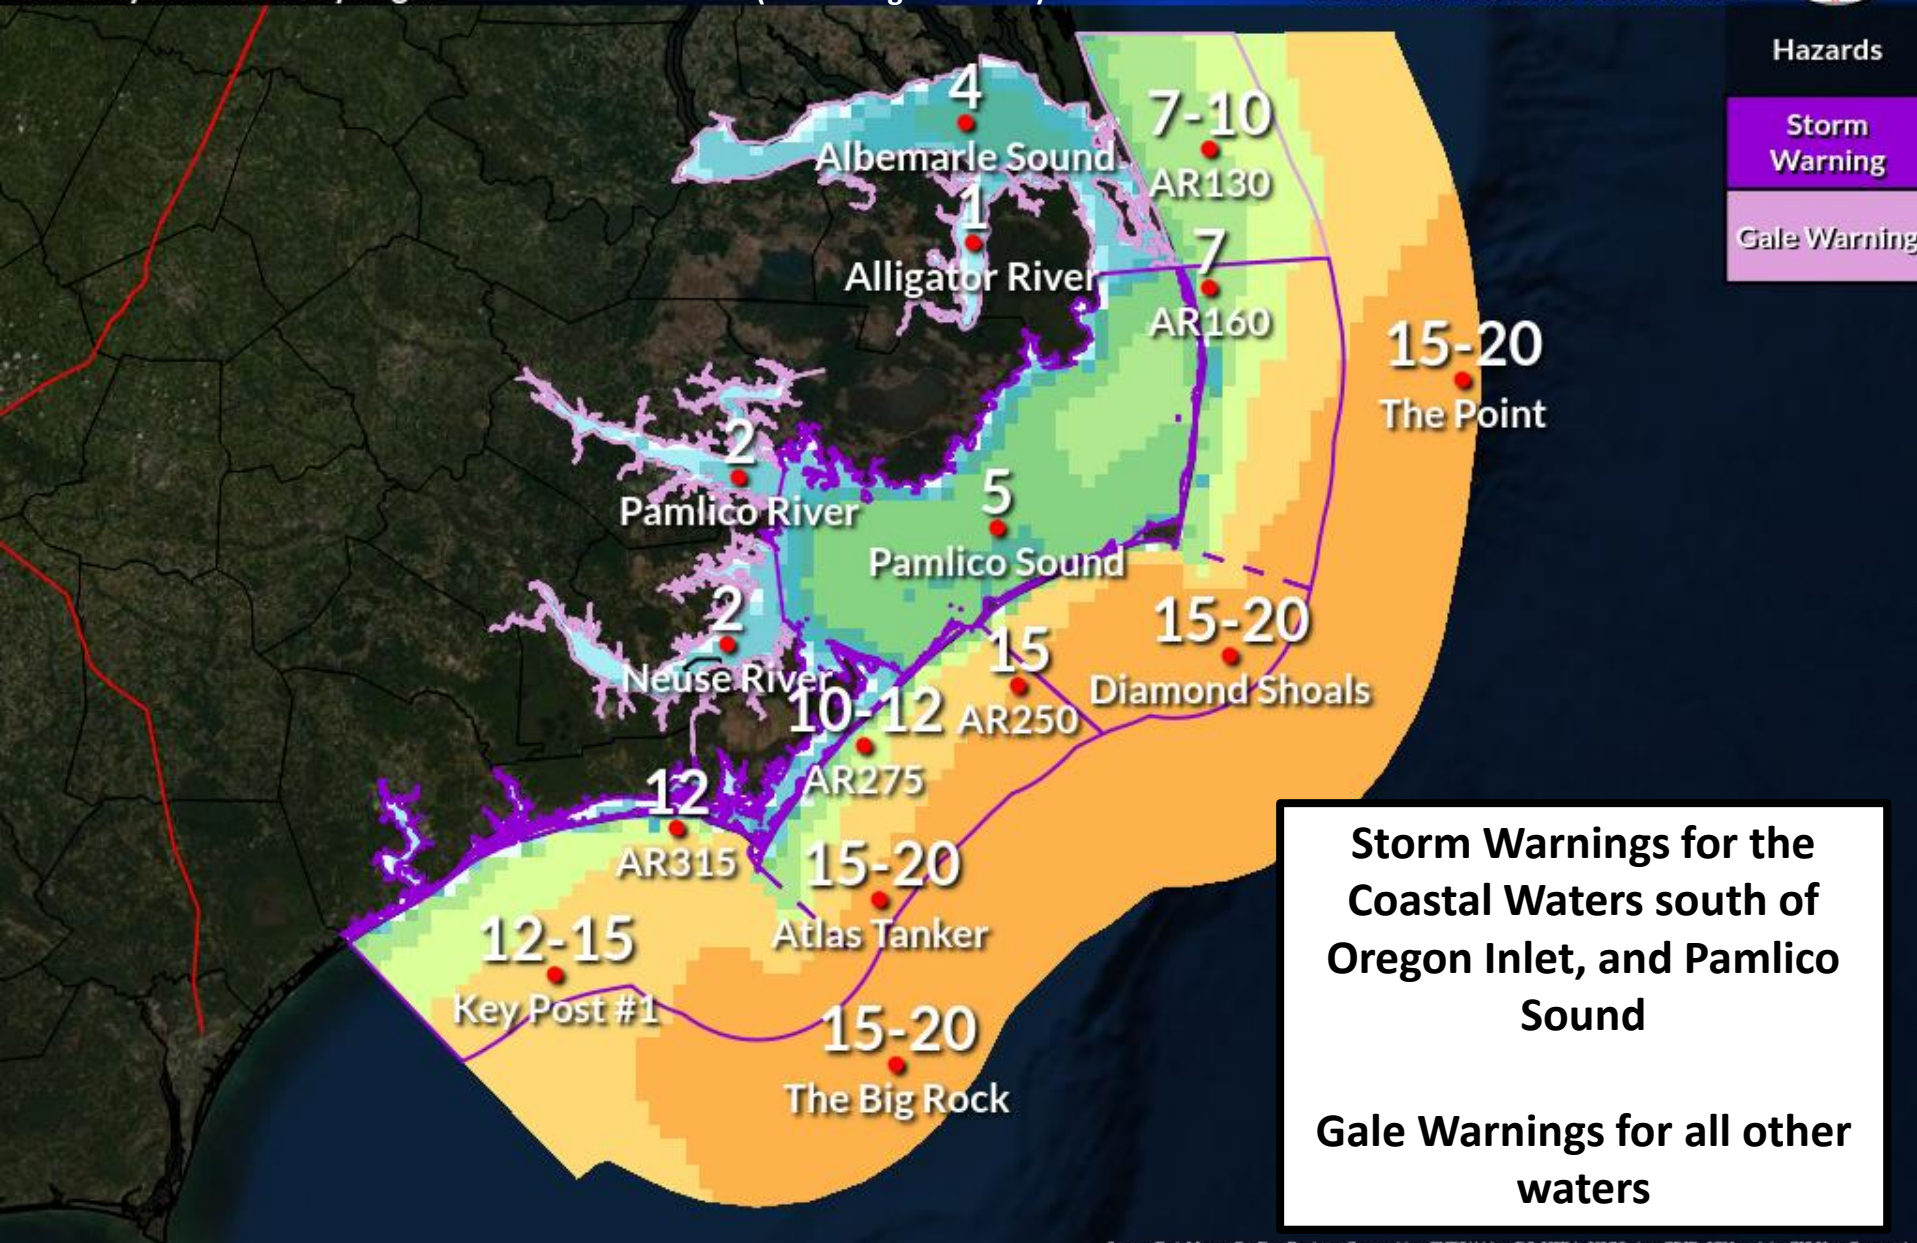 Hazards
Storm
Warning
Gale Warning
4
Albemarle Sound
7-10
AR130
1
Alligator River
7
AR160
15-20
The Point
2
Pamlico River
5
Pamlico Sound
2
Neuse River
15-20
Diamond Shoals
15
AR250
10-12
AR275
12
AR315
15-20
Atlas Tanker
12-15
Key Post #1
15-20
The Big Rock
Storm Warnings for the
Coastal Waters south of
Oregon Inlet, and Pamlico
Sound
Gale Warnings for all other
waters